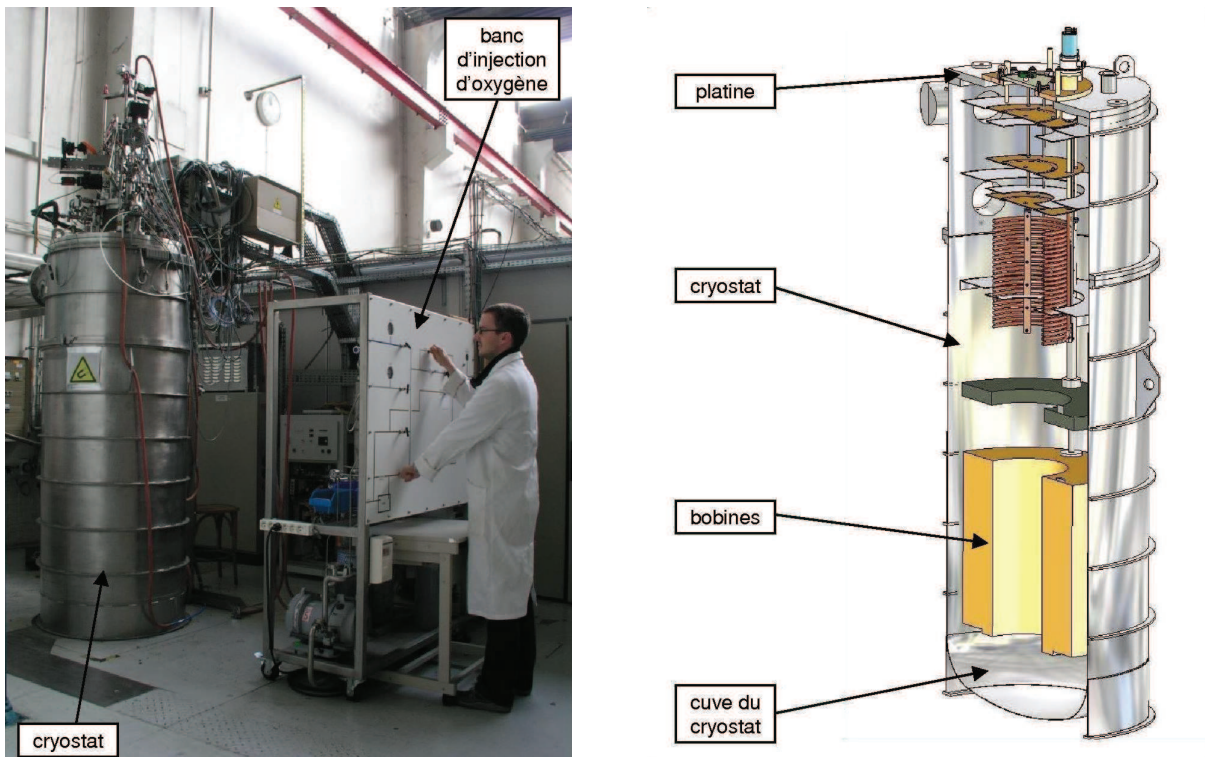 banc
d'injection
d'oxygène
cryostat
platine
cryostat
bobines
cuve du
cryostat